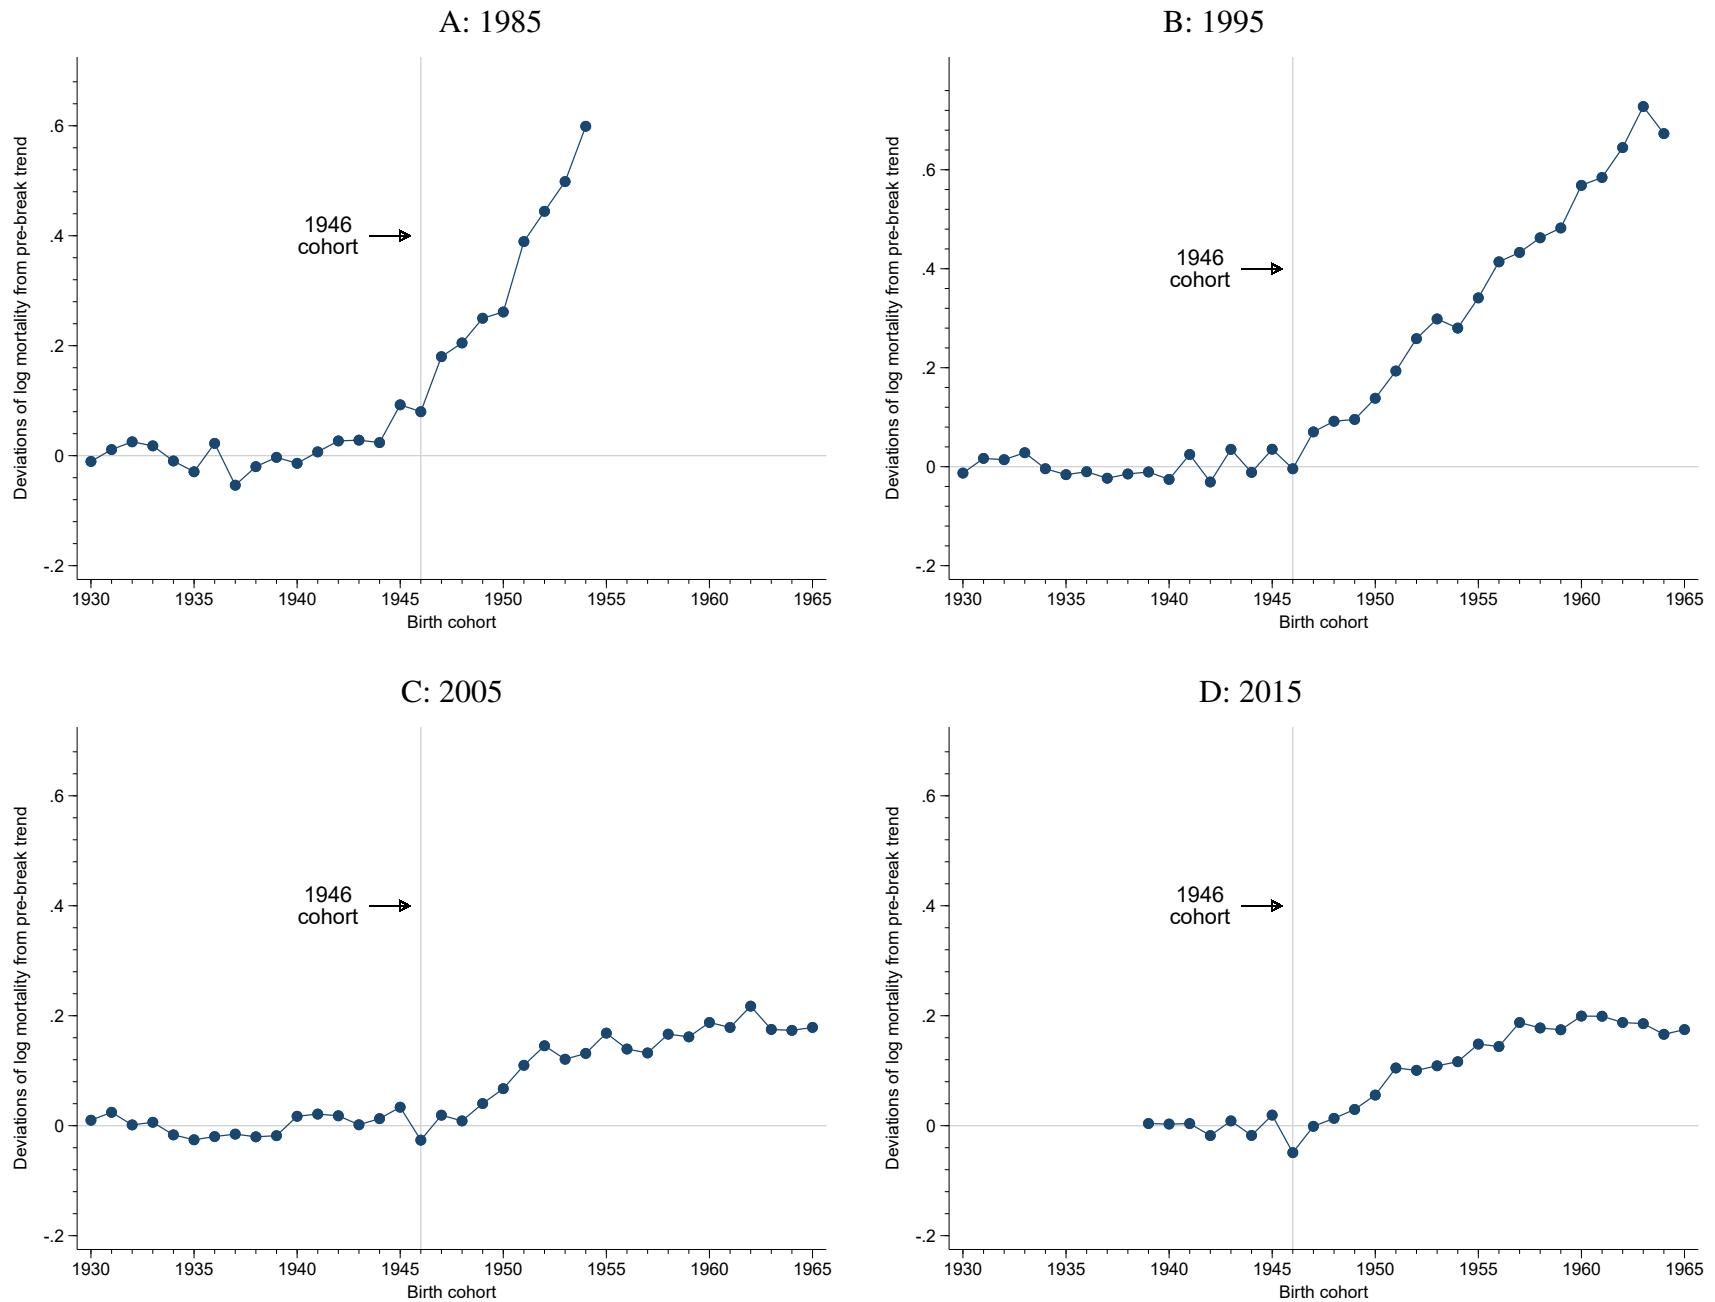 A: 1985
Deviations of log mortality from pre-break trend
.6
.4
.2
0
-.2
1946
cohort
1930 1935 1940 1945 1950 1955 1960 1965
Birth cohort
B: 1995
Deviations of log mortality from pre-break trend
.6
.4
.2
0
-.2
1946
cohort
1930 1935 1940 1945 1950 1955 1960 1965
Birth cohort
C: 2005
Deviations of log mortality from pre-break trend
.6
.4
.2
0
-.2
1946
cohort
1930 1935 1940 1945 1950 1955 1960 1965
Birth cohort
D: 2015
Deviations of log mortality from pre-break trend
.6
.4
.2
0
-.2
1946
cohort
1930 1935 1940 1945 1950 1955 1960 1965
Birth cohort